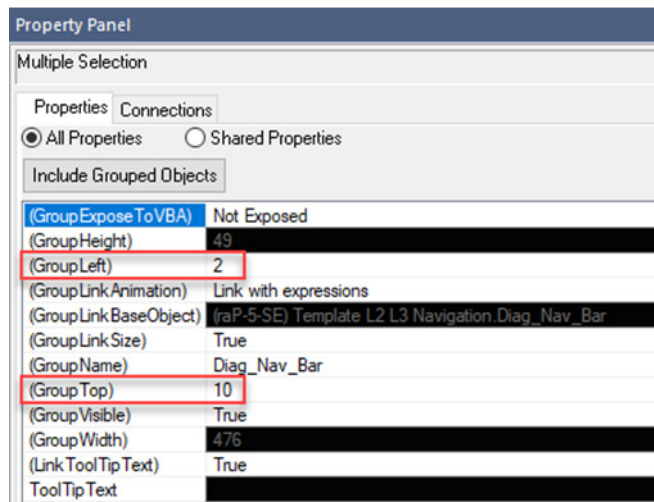 Property Panel
Multiple Selection
Properties Connections
All Properties Shared Properties
Include Grouped Objects
(GroupExposeToVBA) Not Exposed
(GroupHeight) 49
(GroupLeft) 2
(GroupLinkAnimation) Link with expressions
(GroupLinkBaseObject) (raP-5-SE) Template L2 L3 Navigation.Diag_Nav_Bar
(GroupLinkSize) True
(GroupName) Diag_Nav_Bar
(GroupTop) 10
(GroupVisible) True
(GroupWidth) 476
(LinkToolTipText) True
ToolTipText